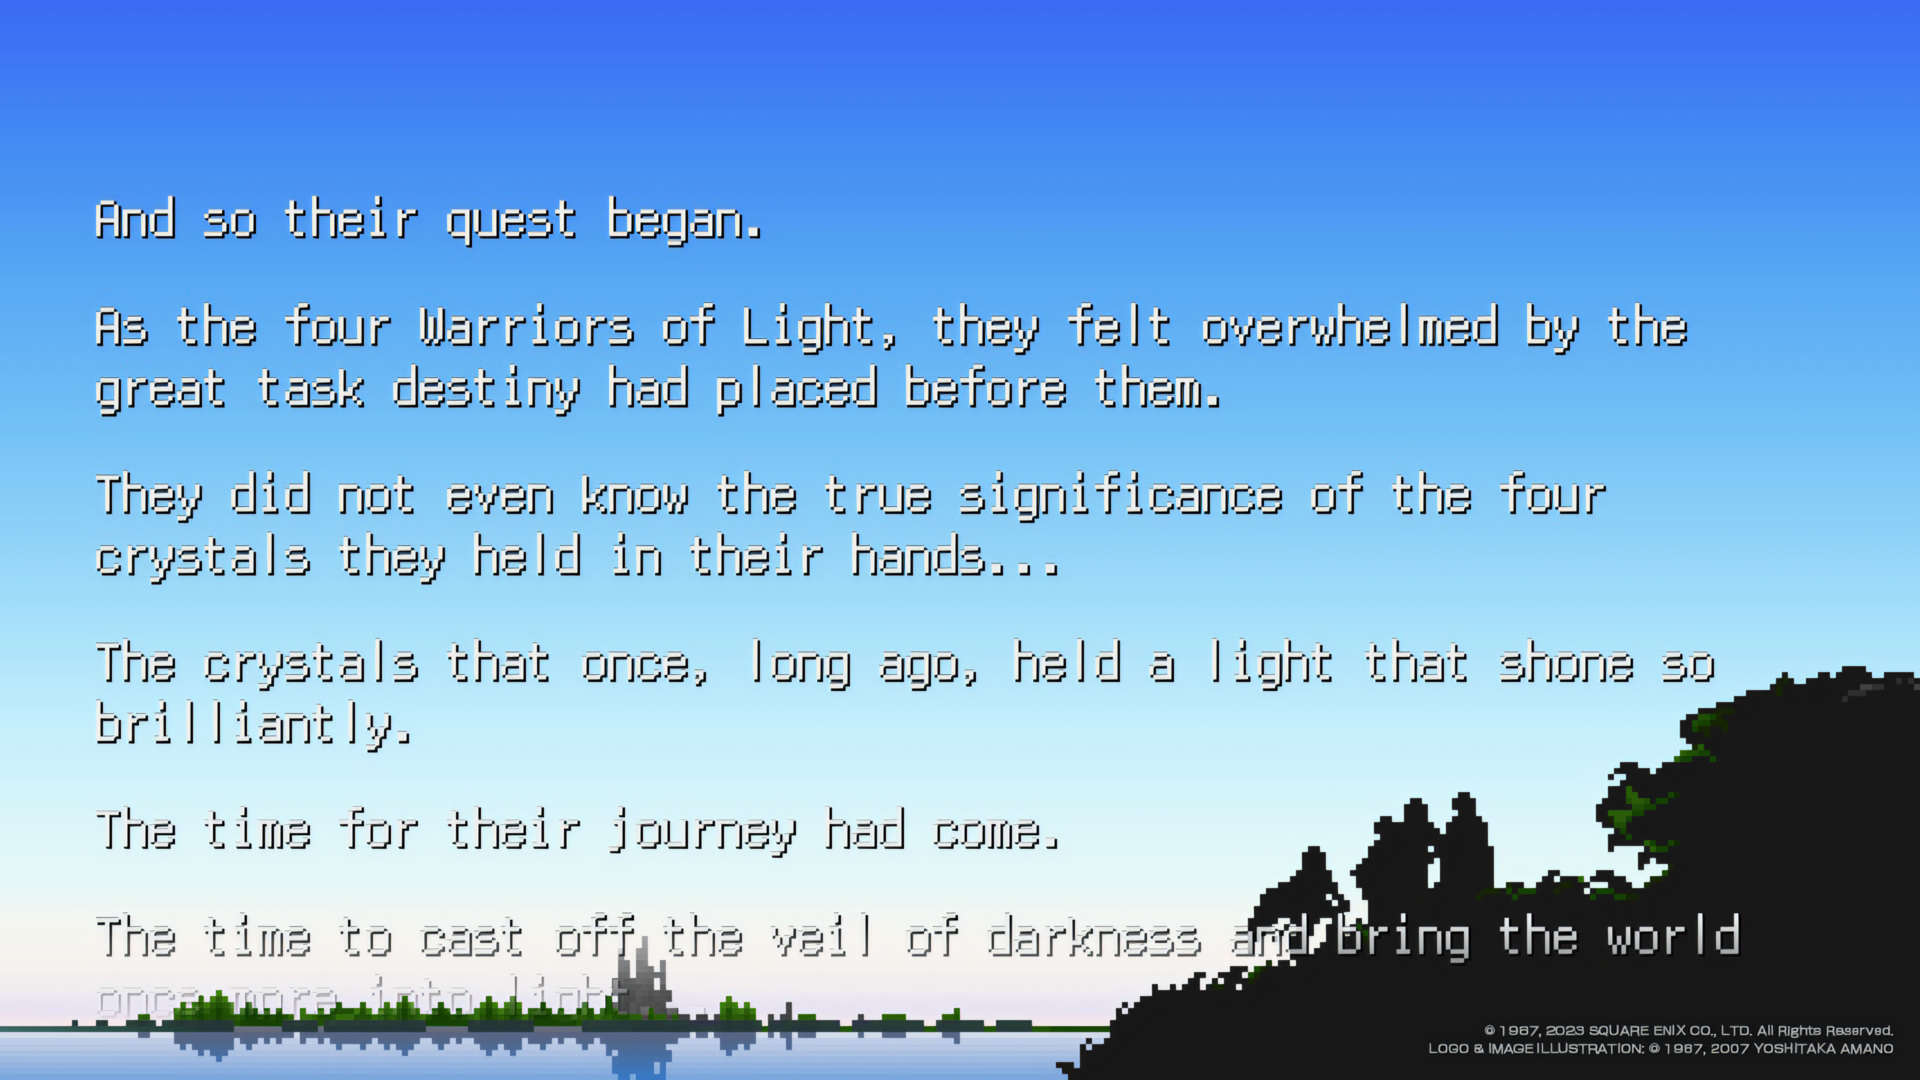 And so their quest began.
As the four Warriors of Light, they felt overwhelmed by the
great task destiny had placed before them.
They did not even know the true significance of the four
crystals they held in their hands...
The crystals that once, long ago, held a light that shone so
brilliantly.
The time for their journey had come.
The time to cast off the veil of darkness and bring the world
once more into light
© 1987, 2023 SQUARE ENIX CO., LTD. All Rights Reserved.
LOGO & IMAGE ILLUSTRATION: © 1987, 2007 YOSHITAKA AMANO